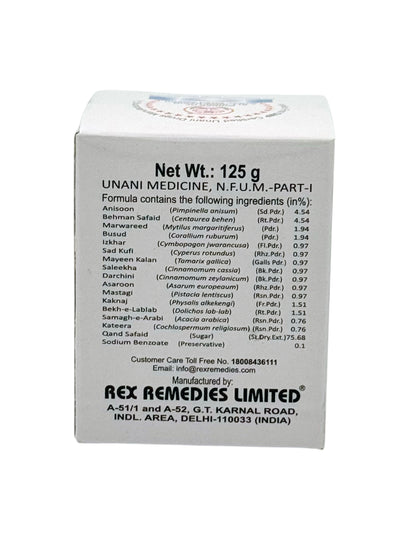 Net Wt.: 125 g
UNANI MEDICINE, N.F.U.M.-PART-I
Formula contains the following ingredients (in%):
Anisoon (Pimpinella anisum) (Sd.Pdr.) 4.54
Behman Safaid (Centaurea behen) (Rt.Pdr.) 4.54
Marwareed (Mytilus margaritiferus) (Pdr.) 1.94
Busud (Corallium ruburum) (Pdr.) 1.94
Izkhar (Cymbopogon jwarancusa) (Fl.Pdr.) 0.97
Sad Kufi (Cyperus rotundus) (Rhz.Pdr.) 0.97
Mayeen Kalan (Tamarix gallica) (Galls Pdr.) 0.97
Saleekha (Cinnamomum cassia) (Bk.Pdr.) 0.97
Darchini (Cinnamomum zeylanicum) (Bk.Pdr.) 0.97
Asaroon (Asarum europaeum) (Rhz.Pdr.) 0.97
Mastagi (Pistacia lentiscus) (Rsn.Pdr.) 0.97
Kaknaj (Physalis alkekengi) (Fr.Pdr.) 1.51
Bekh-e-Lablab (Dolichos lab-lab) (Rt.Pdr.) 1.51
Samagh-e-Arabi (Acacia arabica) (Rsn.Pdr.) 0.76
Kateera (Cochlospermum religiosum) (Rsn.Pdr.) 0.76
Qand Safaid (Sugar) (S).Dry.Ext.)75.68
Sodium Benzoate (Preservative) 0.1
Customer Care Toll Free No. 18008436111
Email: info@rexremedies.com
Manufactured by:
REX REMEDIES LIMITED®
A-51/1 and A-52, G.T. KARNAL ROAD,
INDL. AREA, DELHI-110033 (INDIA)